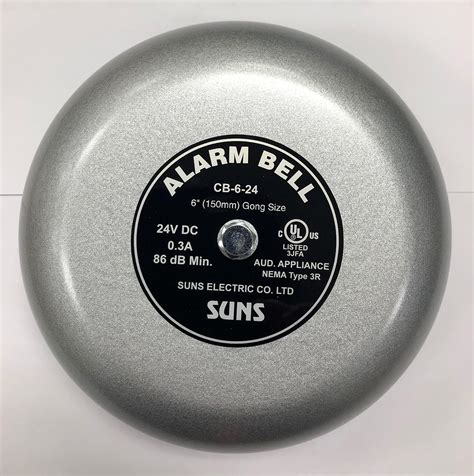 ALARM BELL
CB-6-24
6" (150mm) Gong Size
24V DC
0.3A
86 dB Min.
C UL US
LISTED
3JFA
AUD. APPLIANCE
NEMA Type 3R
SUNS ELECTRIC CO. LTD
SUNS